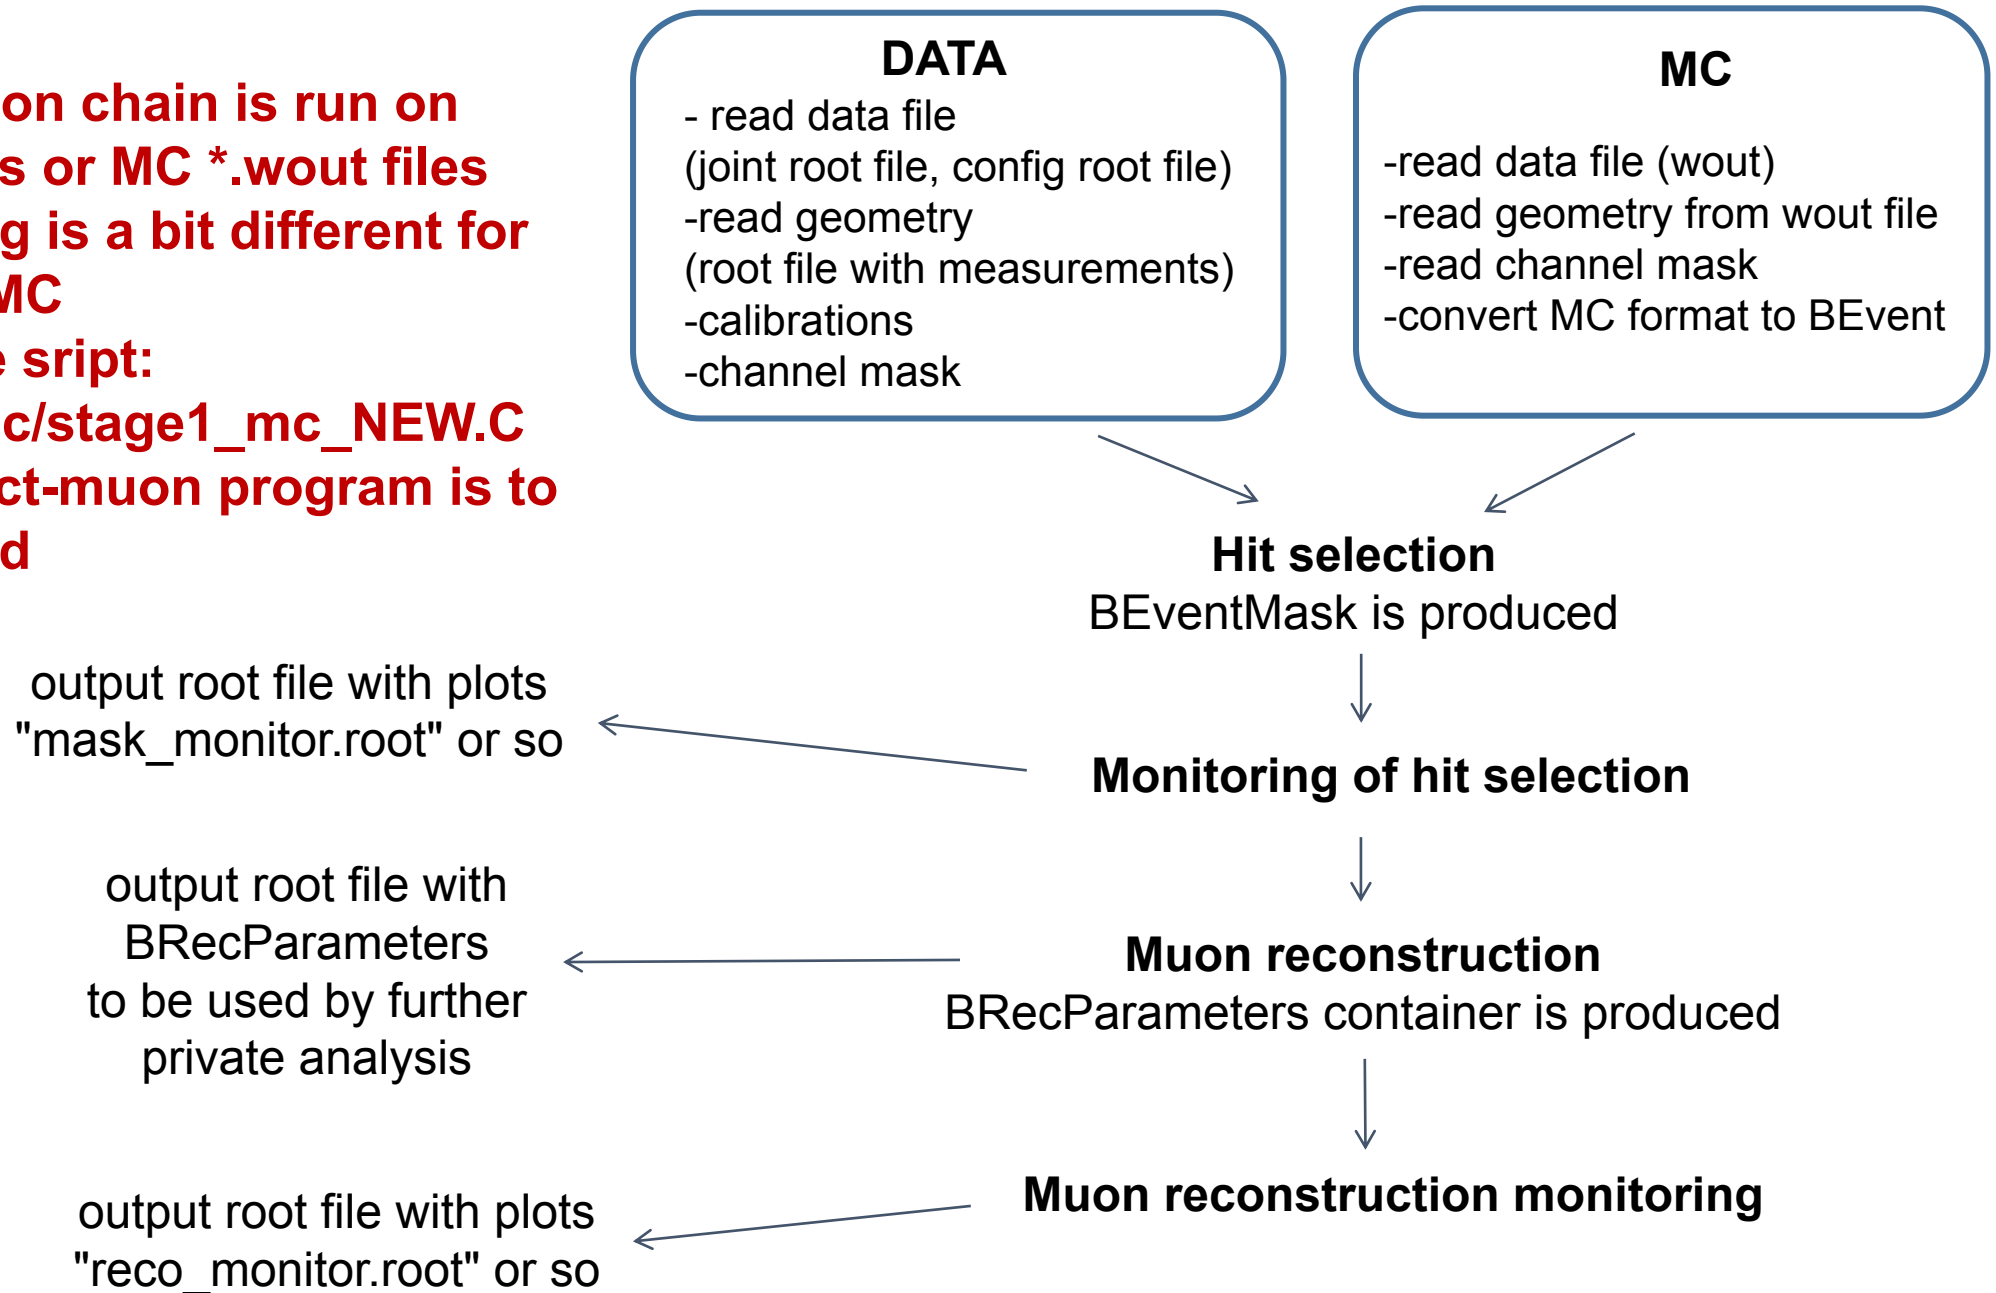 on chain is run on
s or MC *.wout files
g is a bit different for
MC
e sript:
c/stage1_mc_NEW.C
ct-muon program is to
d
DATA
- read data file
(joint root file, config root file)
-read geometry
(root file with measurements)
-calibrations
-channel mask
MC
-read data file (wout)
-read geometry from wout file
-read channel mask
-convert MC format to BEvent
Hit selection
BEventMask is produced
output root file with plots
"mask_monitor.root" or so
Monitoring of hit selection
output root file with
BRecParameters
to be used by further
private analysis
Muon reconstruction
BRecParameters container is produced
Muon reconstruction monitoring
output root file with plots
"reco_monitor.root" or so